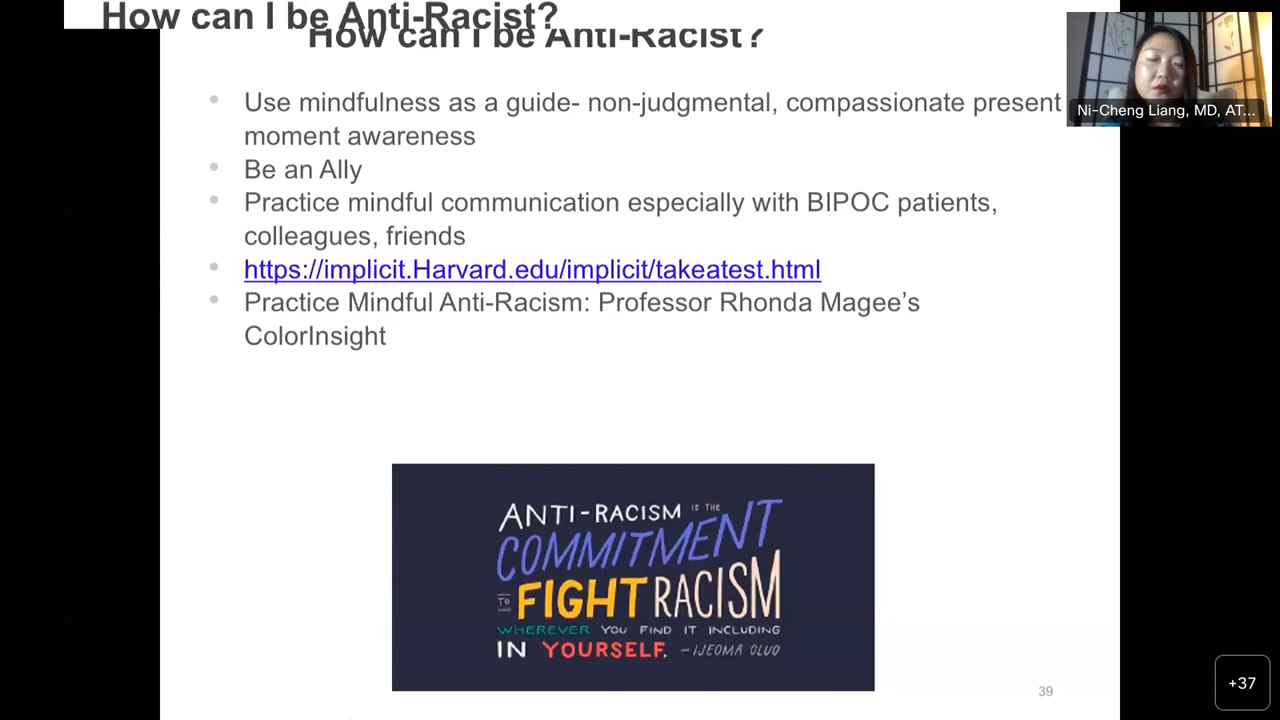 How can I be Anti-Racist?
How can I be Anti-Racist?
Use mindfulness as a guide- non-judgmental, compassionate present
moment awareness
Be an Ally
Practice mindful communication especially with BIPOC patients,
colleagues, friends
https://implicit.Harvard.edu/implicit/takeatest.html
Practice Mindful Anti-Racism: Professor Rhonda Magee’s
ColorInsight
Ni-Cheng Liang, MD, AT...
ANTI-RACISM IS THE
COMMITMENT
TO FIGHT RACISM
WHEREVER YOU FIND IT INCLUDING
IN YOURSELF. –IJEOMA OLUO
39
+37